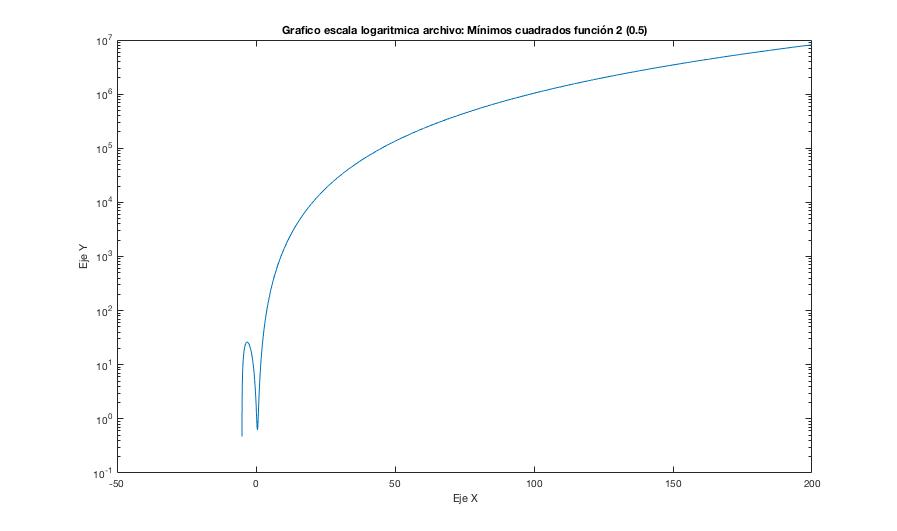 Grafico escala logaritmica archivo: Mínimos cuadrados función 2 (0.5)
10^7
10^6
10^5
10^4
10^3
10^2
10^1
10^0
10^-1
Eje Y
-50 0 50 100 150 200
Eje X